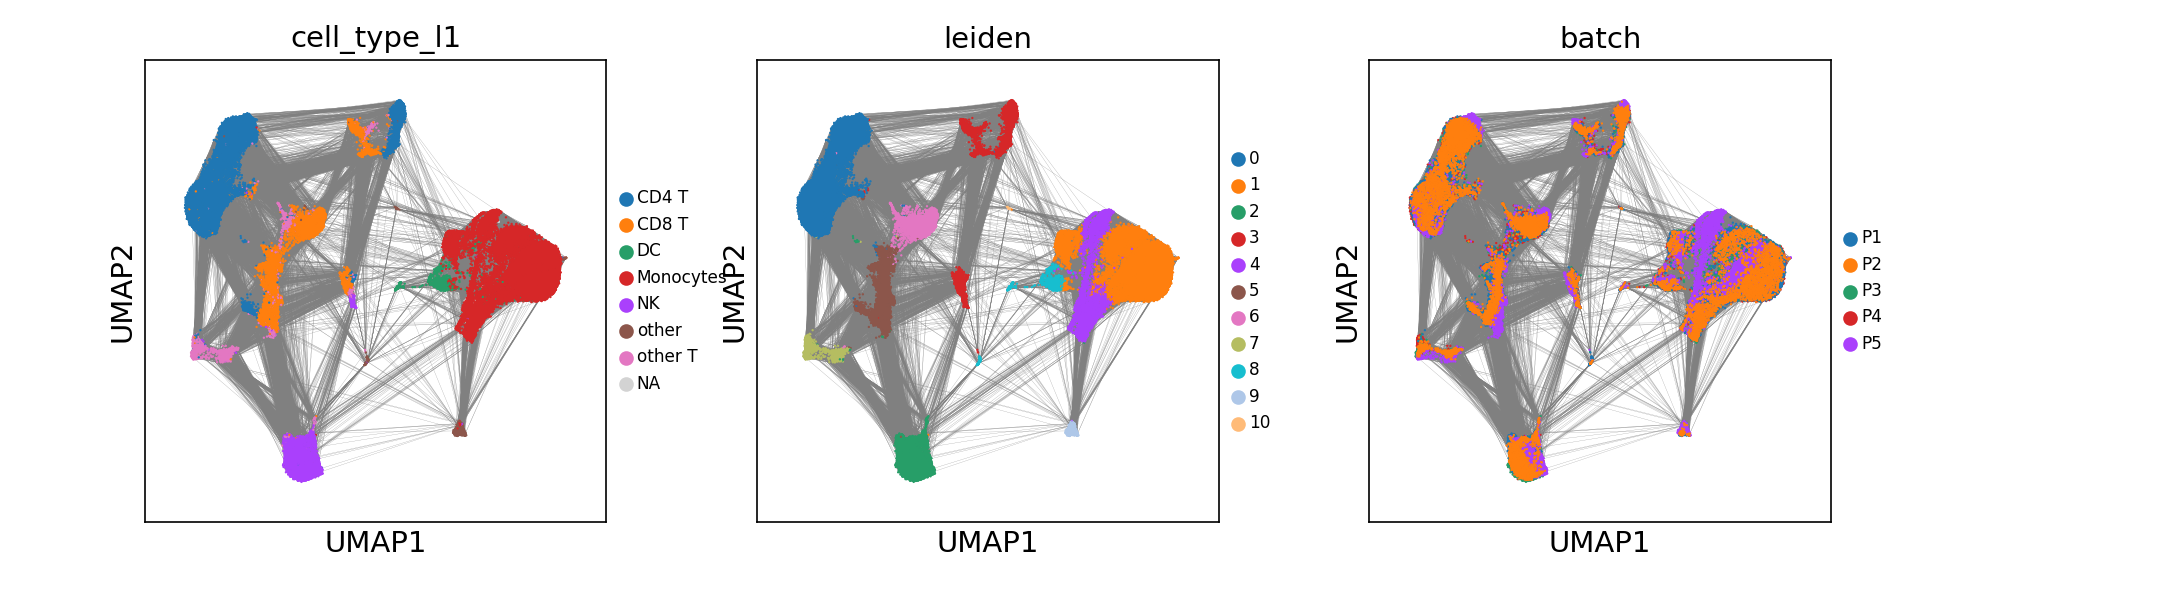 cell_type_l1
UMAP2
UMAP1
CD4 T
CD8 T
DC
Monocytes
NK
other
other T
NA
leiden
UMAP2
UMAP1
0
1
2
3
4
5
6
7
8
9
10
batch
UMAP2
UMAP1
P1
P2
P3
P4
P5